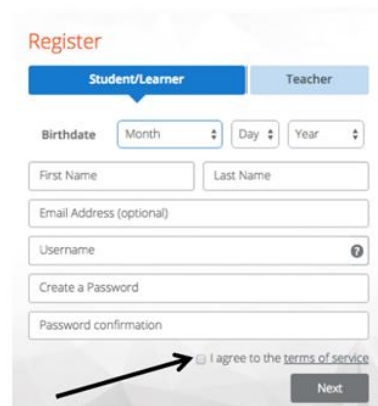 Register
Student/Learner Teacher
Birthdate Month Day Year
First Name Last Name
Email Address (optional)
Username ?
Create a Password
Password confirmation
I agree to the terms of service
Next